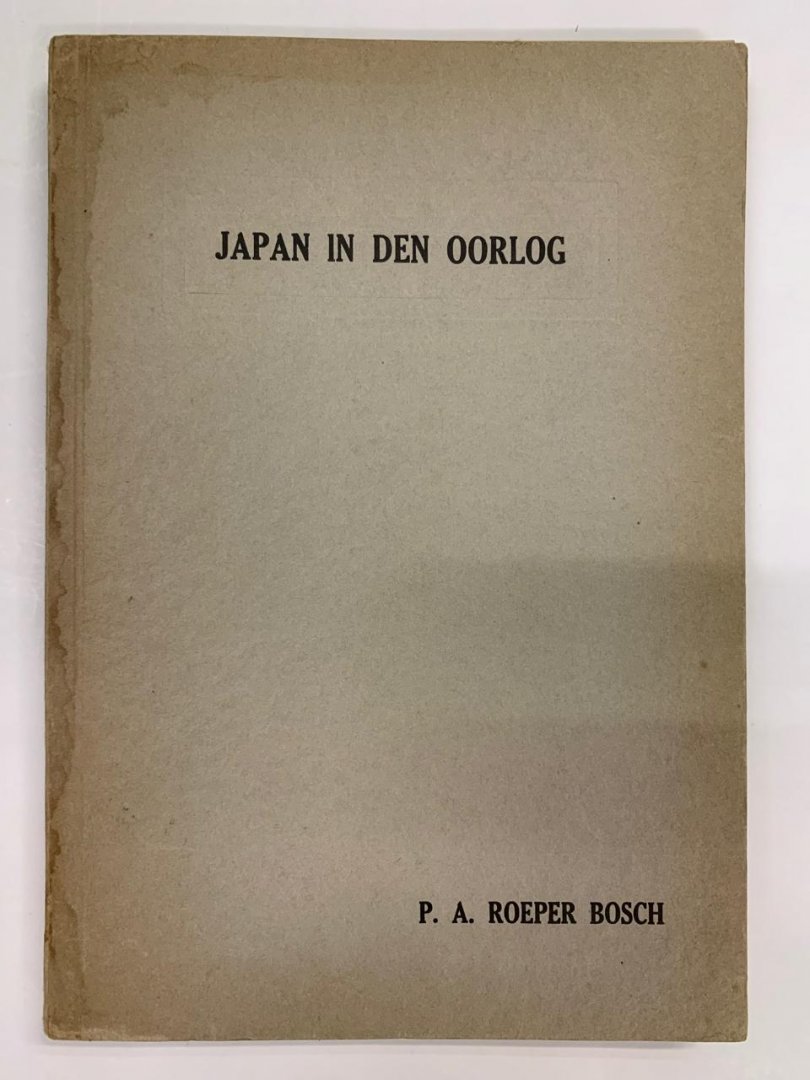 JAPAN IN DEN OORLOG
P. A. ROEPER BOSCH